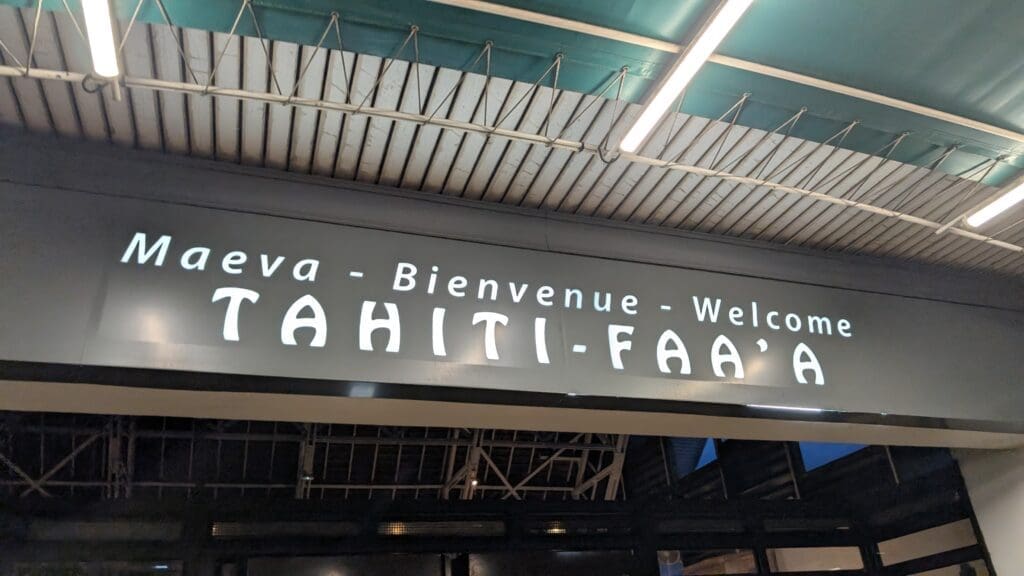 Maeva - Bienvenue - Welcome
TAHITI-FAA'A